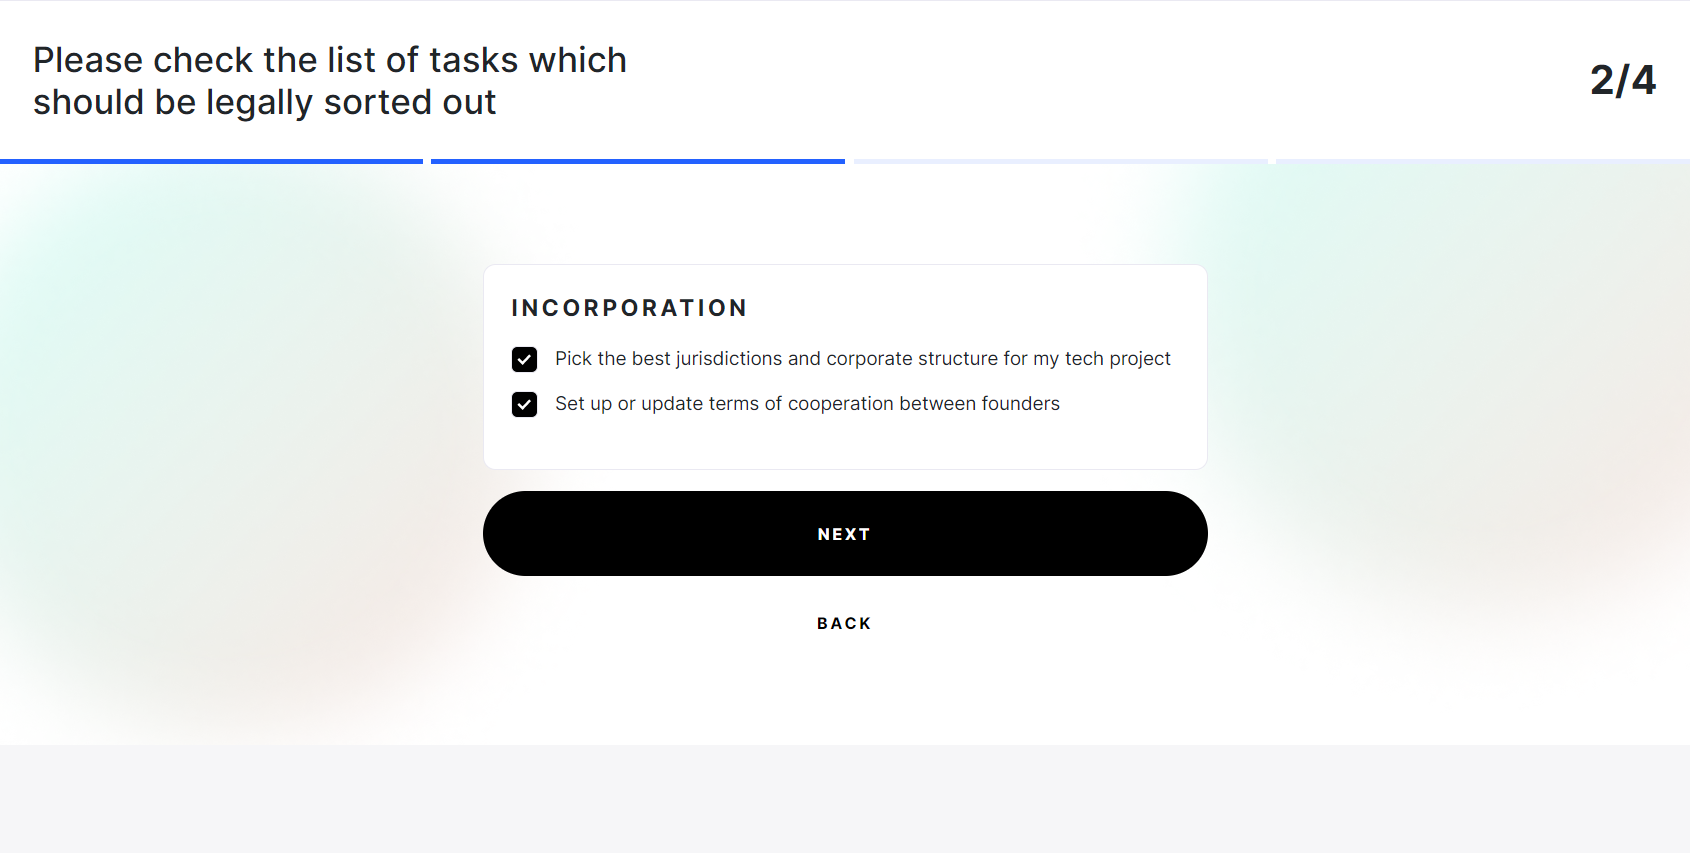 Please check the list of tasks which
should be legally sorted out
2/4
INCORPORATION
Pick the best jurisdictions and corporate structure for my tech project
Set up or update terms of cooperation between founders
NEXT
BACK